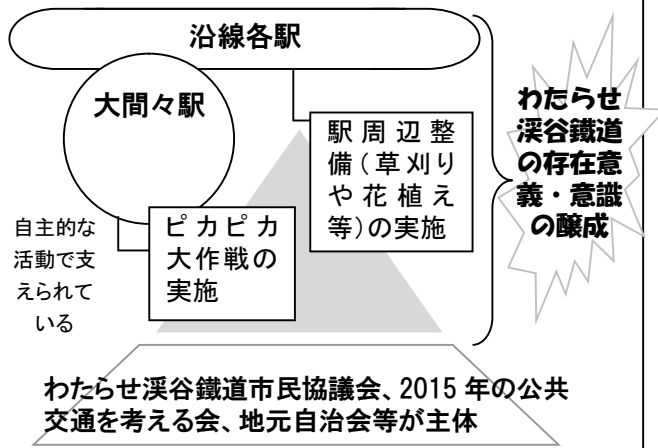 沿線各駅
大間々駅
駅周辺整
備(草刈り
や花植え
等)の実施
ピカピカ
大作戦の
実施
自主的な
活動で支
えられて
いる
わたらせ
渓谷鐵道
の存在意
義・意識
の醸成
わたらせ渓谷鐵道市民協議会、2015 年の公共
交通を考える会、地元自治会等が主体